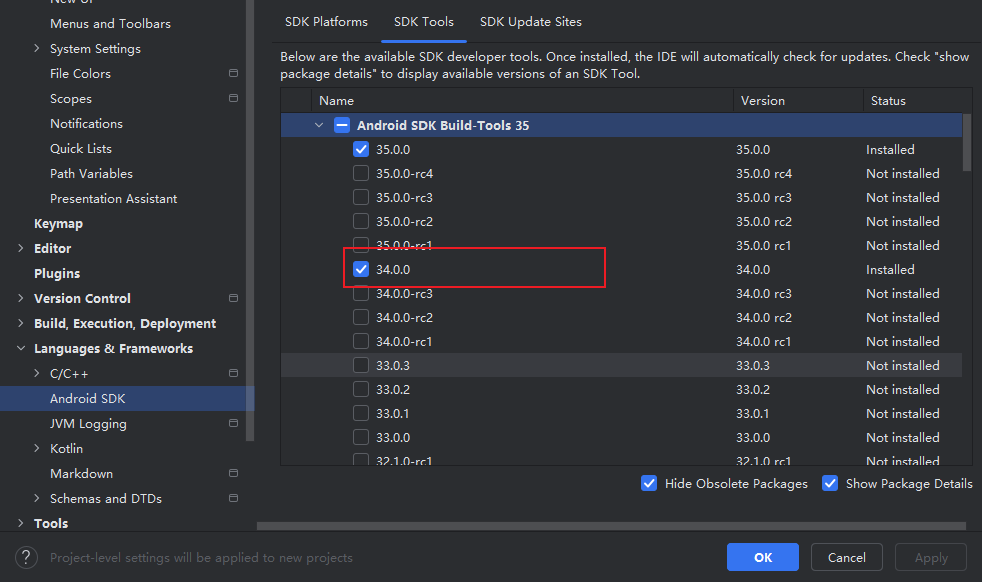 Menus and Toolbars
System Settings
File Colors
Scopes
Notifications
Quick Lists
Path Variables
Presentation Assistant
Keymap
Editor
Plugins
Version Control
Build, Execution, Deployment
Languages & Frameworks
C/C++
Android SDK
JVM Logging
Kotlin
Markdown
Schemas and DTDs
Tools
SDK Platforms SDK Tools SDK Update Sites
Below are the available SDK developer tools. Once installed, the IDE will automatically check for updates. Check "show
package details" to display available versions of an SDK Tool.
Name Version Status
Android SDK Build-Tools 35
35.0.0 35.0.0 Installed
35.0.0-rc4 35.0.0 rc4 Not installed
35.0.0-rc3 35.0.0 rc3 Not installed
35.0.0-rc2 35.0.0 rc2 Not installed
35.0.0-rc1 35.0.0 rc1 Not installed
34.0.0 34.0.0 Installed
34.0.0-rc3 34.0.0 rc3 Not installed
34.0.0-rc2 34.0.0 rc2 Not installed
34.0.0-rc1 34.0.0 rc1 Not installed
33.0.3 33.0.3 Not installed
33.0.2 33.0.2 Not installed
33.0.1 33.0.1 Not installed
33.0.0 33.0.0 Not installed
32.1.0-rc1 32.1.0 rc1 Not installed
Hide Obsolete Packages Show Package Details
? Project-level settings will be applied to new projects
OK Cancel Apply